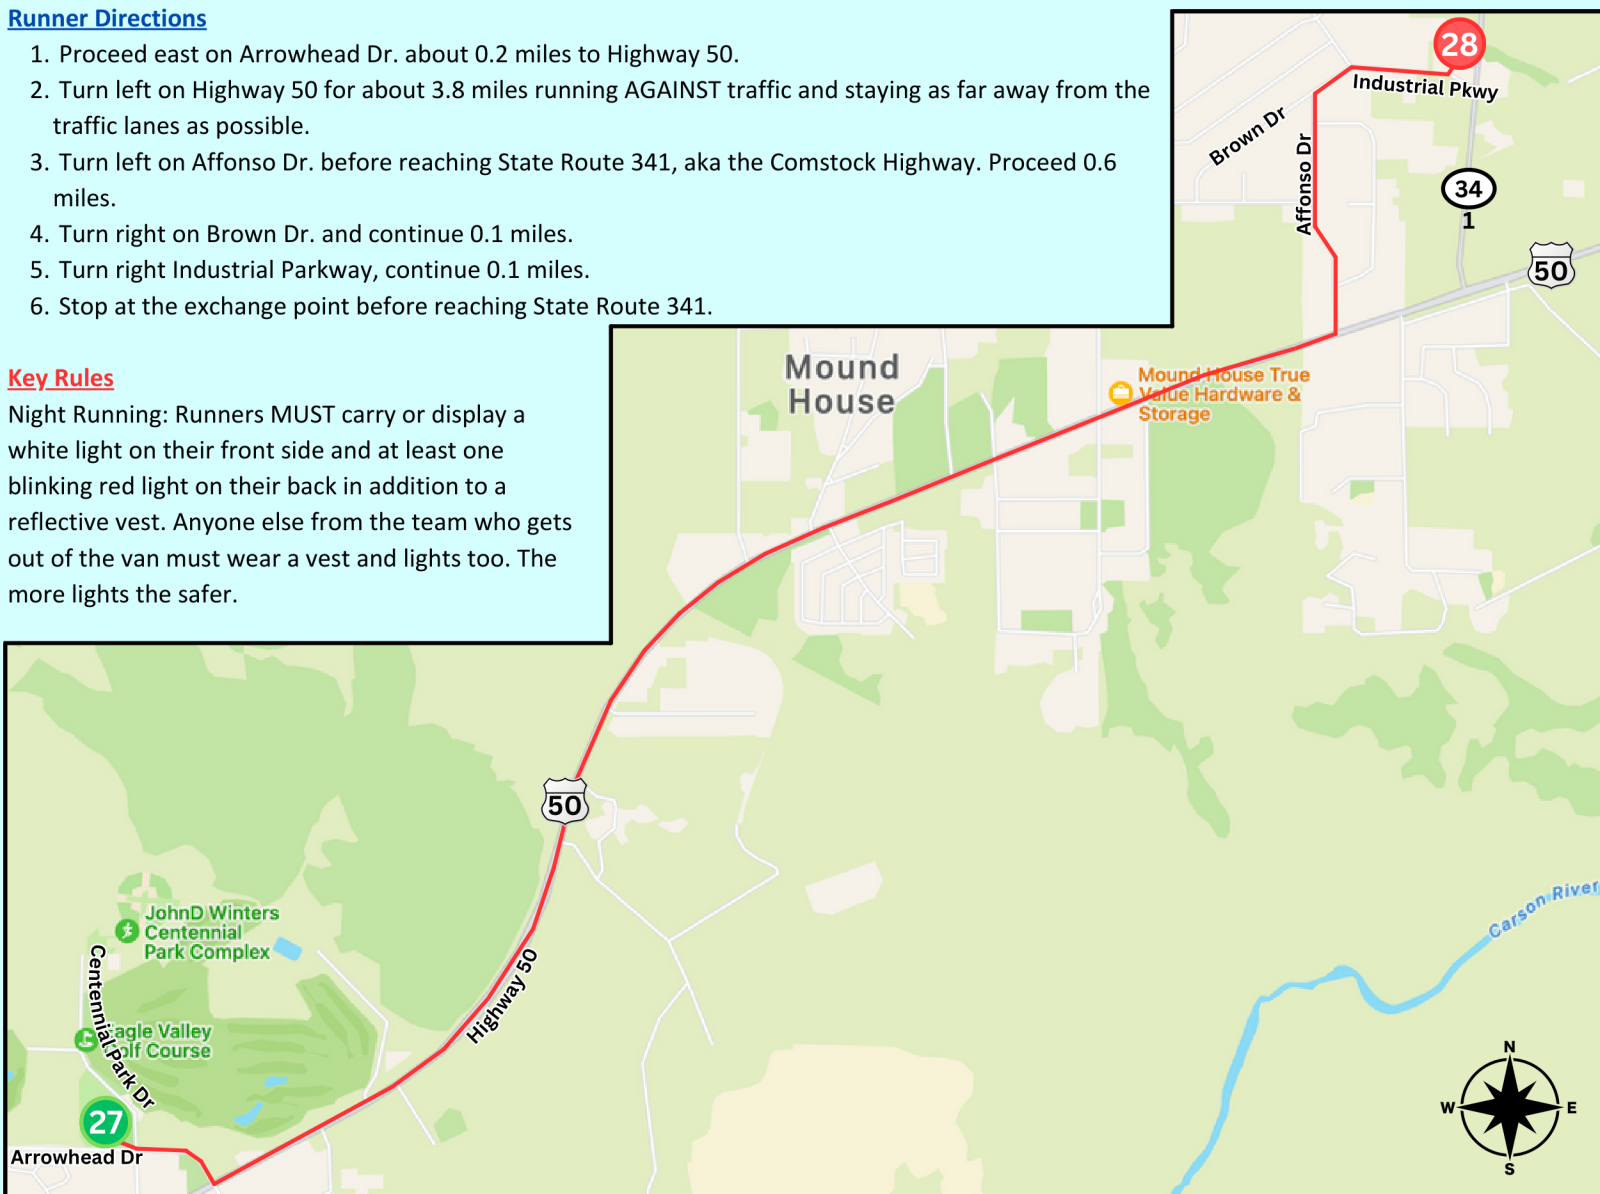 Runner Directions
1. Proceed east on Arrowhead Dr. about 0.2 miles to Highway 50.
2. Turn left on Highway 50 for about 3.8 miles running AGAINST traffic and staying as far away from the
traffic lanes as possible.
3. Turn left on Affonso Dr. before reaching State Route 341, aka the Comstock Highway. Proceed 0.6
miles.
4. Turn right on Brown Dr. and continue 0.1 miles.
5. Turn right Industrial Parkway, continue 0.1 miles.
6. Stop at the exchange point before reaching State Route 341.
Key Rules
Night Running: Runners MUST carry or display a
white light on their front side and at least one
blinking red light on their back in addition to a
reflective vest. Anyone else from the team who gets
out of the van must wear a vest and lights too. The
more lights the safer.
28
Industrial Pkwy
Brown Dr
Affonso Dr
34
1
50
Mound
House
Mound House True
Value Hardware &
Storage
50
Highway 50
Carson River
JohnD Winters
Centennial
Park Complex
Centennial Park Dr
agle Valley
olf Course
27
Arrowhead Dr
N
W
E
S